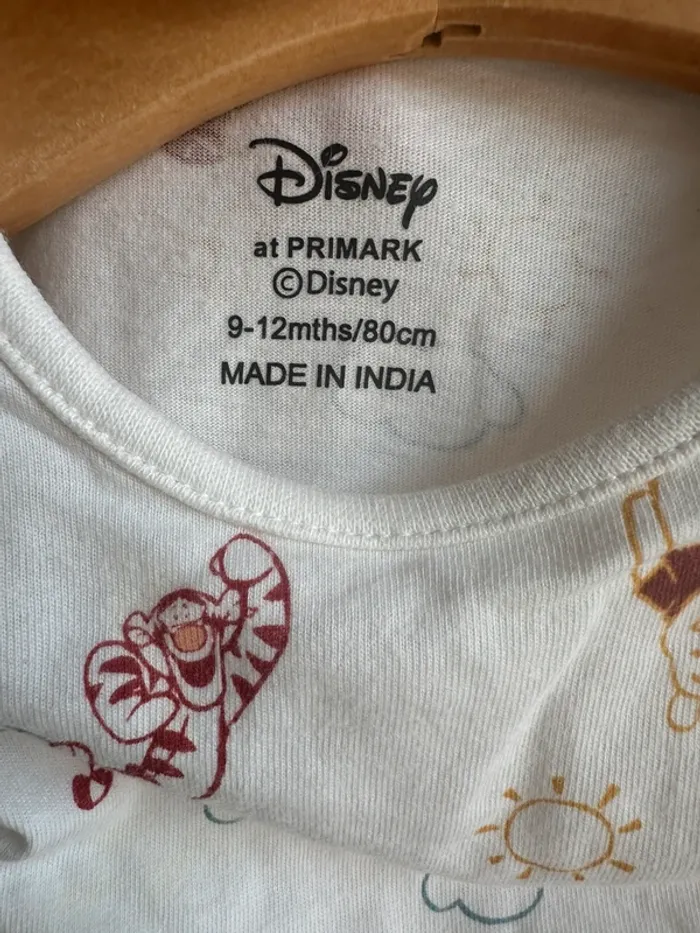 Disney
at PRIMARK
©Disney
9-12mths/80cm
MADE IN INDIA